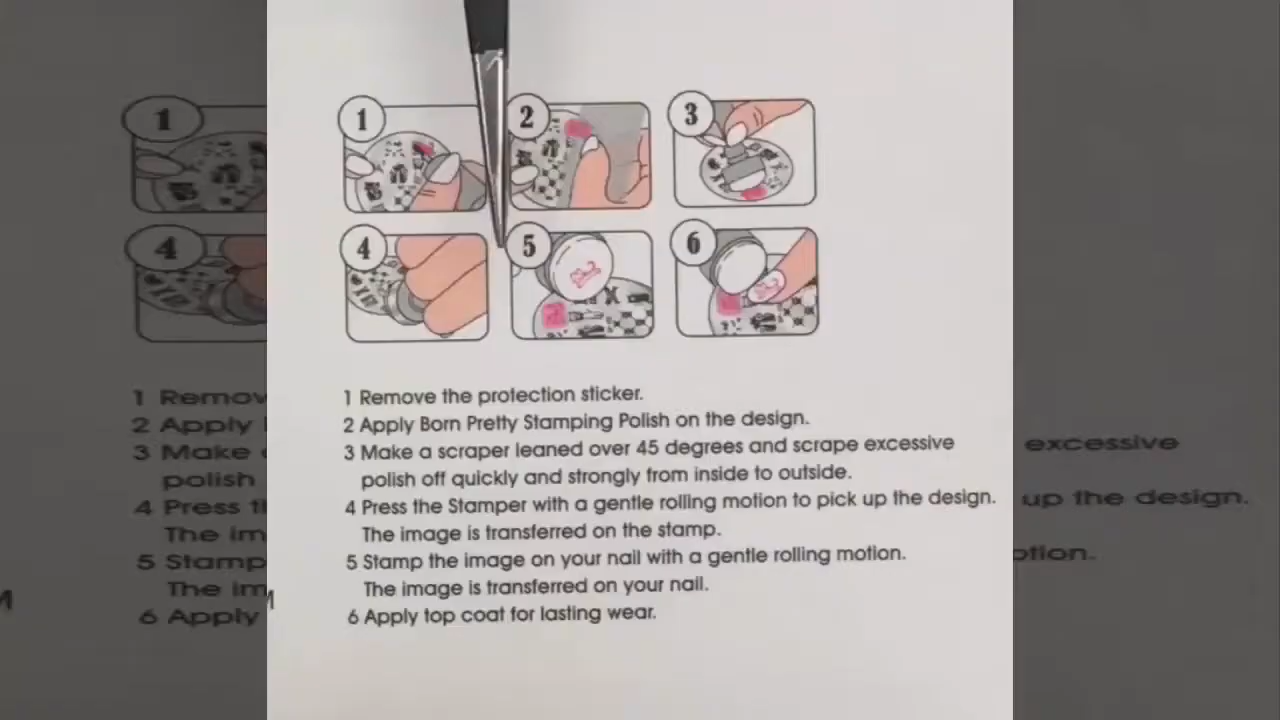 1
2
3
4
5
6
1 Remove the protection sticker.
2 Apply Born Pretty Stamping Polish on the design.
3 Make a scraper leaned over 45 degrees and scrape excessive
polish off quickly and strongly from inside to outside.
4 Press the Stamper with a gentle rolling motion to pick up the design.
The image is transferred on the stamp.
5 Stamp the image on your nail with a gentle rolling motion.
The image is transferred on your nail.
6 Apply top coat for lasting wear.